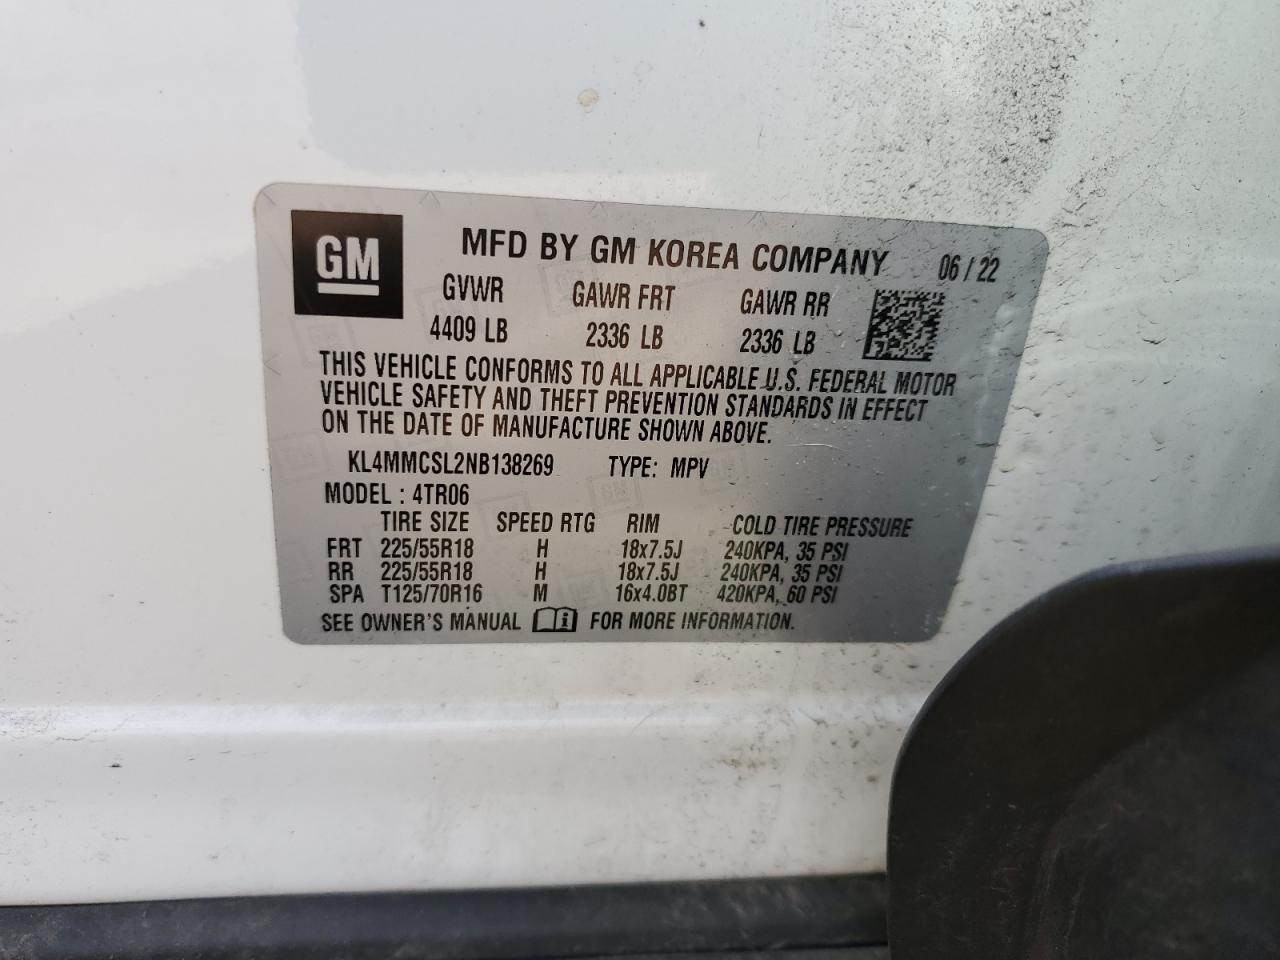 GM MFD BY GM KOREA COMPANY 06/22
GVWR GAWR FRT GAWR RR
4409 LB 2336 LB 2336 LB
THIS VEHICLE CONFORMS TO ALL APPLICABLE U.S. FEDERAL MOTOR
VEHICLE SAFETY AND THEFT PREVENTION STANDARDS IN EFFECT
ON THE DATE OF MANUFACTURE SHOWN ABOVE.
KL4MMCSL2NB138269 TYPE: MPV
MODEL : 4TR06
TIRE SIZE SPEED RTG RIM COLD TIRE PRESSURE
FRT 225/55R18 H 18x7.5J 240KPA, 35 PSI
RR 225/55R18 H 18x7.5J 240KPA, 35 PSI
SPA T125/70R16 M 16x4.0BT 420KPA, 60 PSI
SEE OWNER'S MANUAL i FOR MORE INFORMATION.